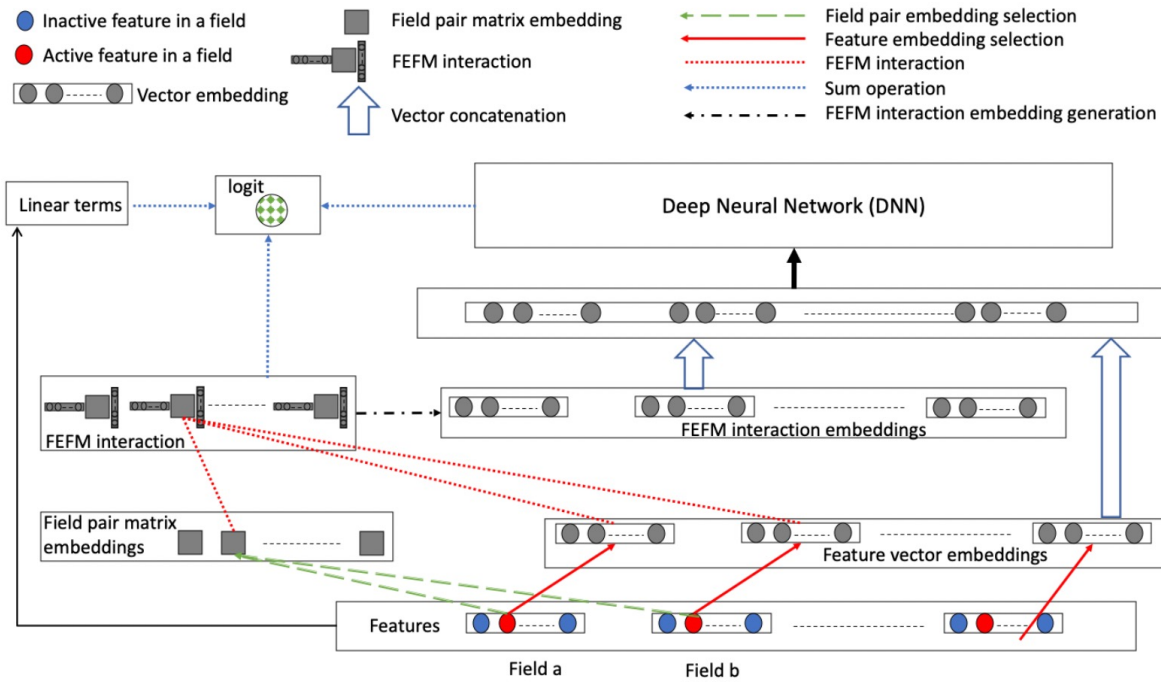 Inactive feature in a field
Active feature in a field
Vector embedding
Field pair matrix embedding
FEFM interaction
Vector concatenation
Field pair embedding selection
Feature embedding selection
FEFM interaction
Sum operation
FEFM interaction embedding generation
Linear terms
logit
Deep Neural Network (DNN)
FEFM interaction
FEFM interaction embeddings
Field pair matrix
embeddings
Feature vector embeddings
Features
Field a
Field b